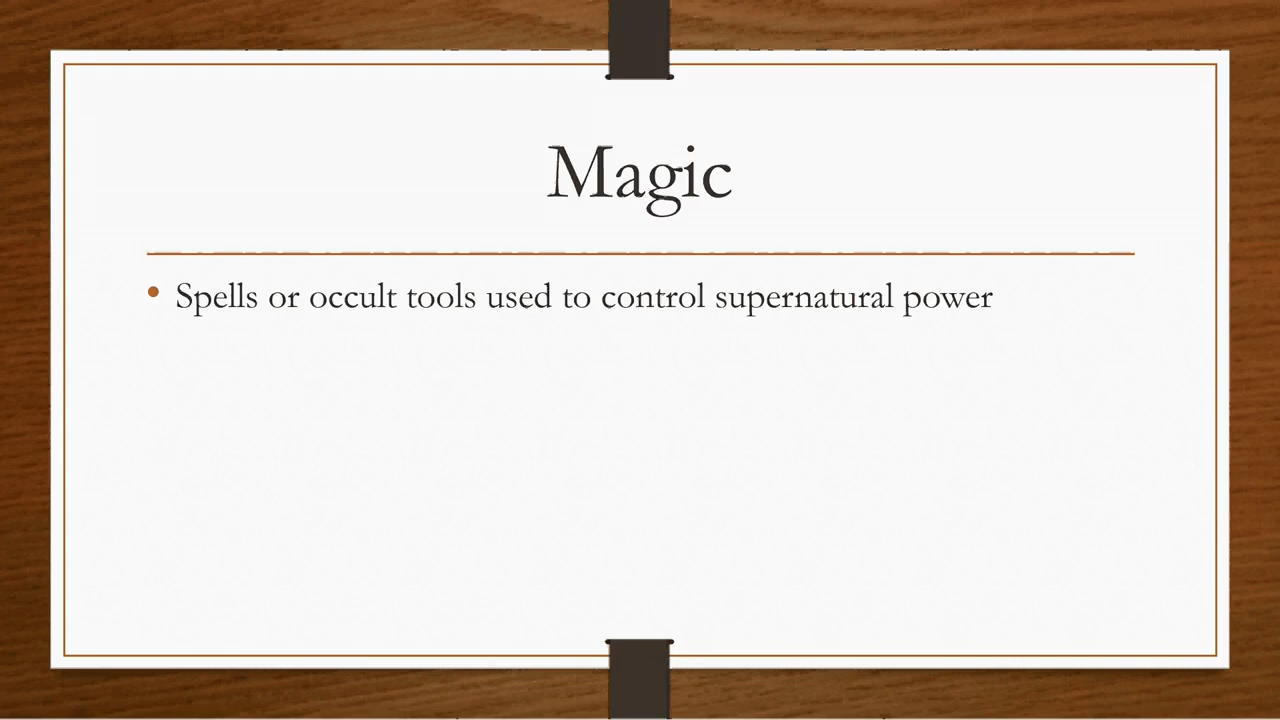 Magic
• Spells or occult tools used to control supernatural power